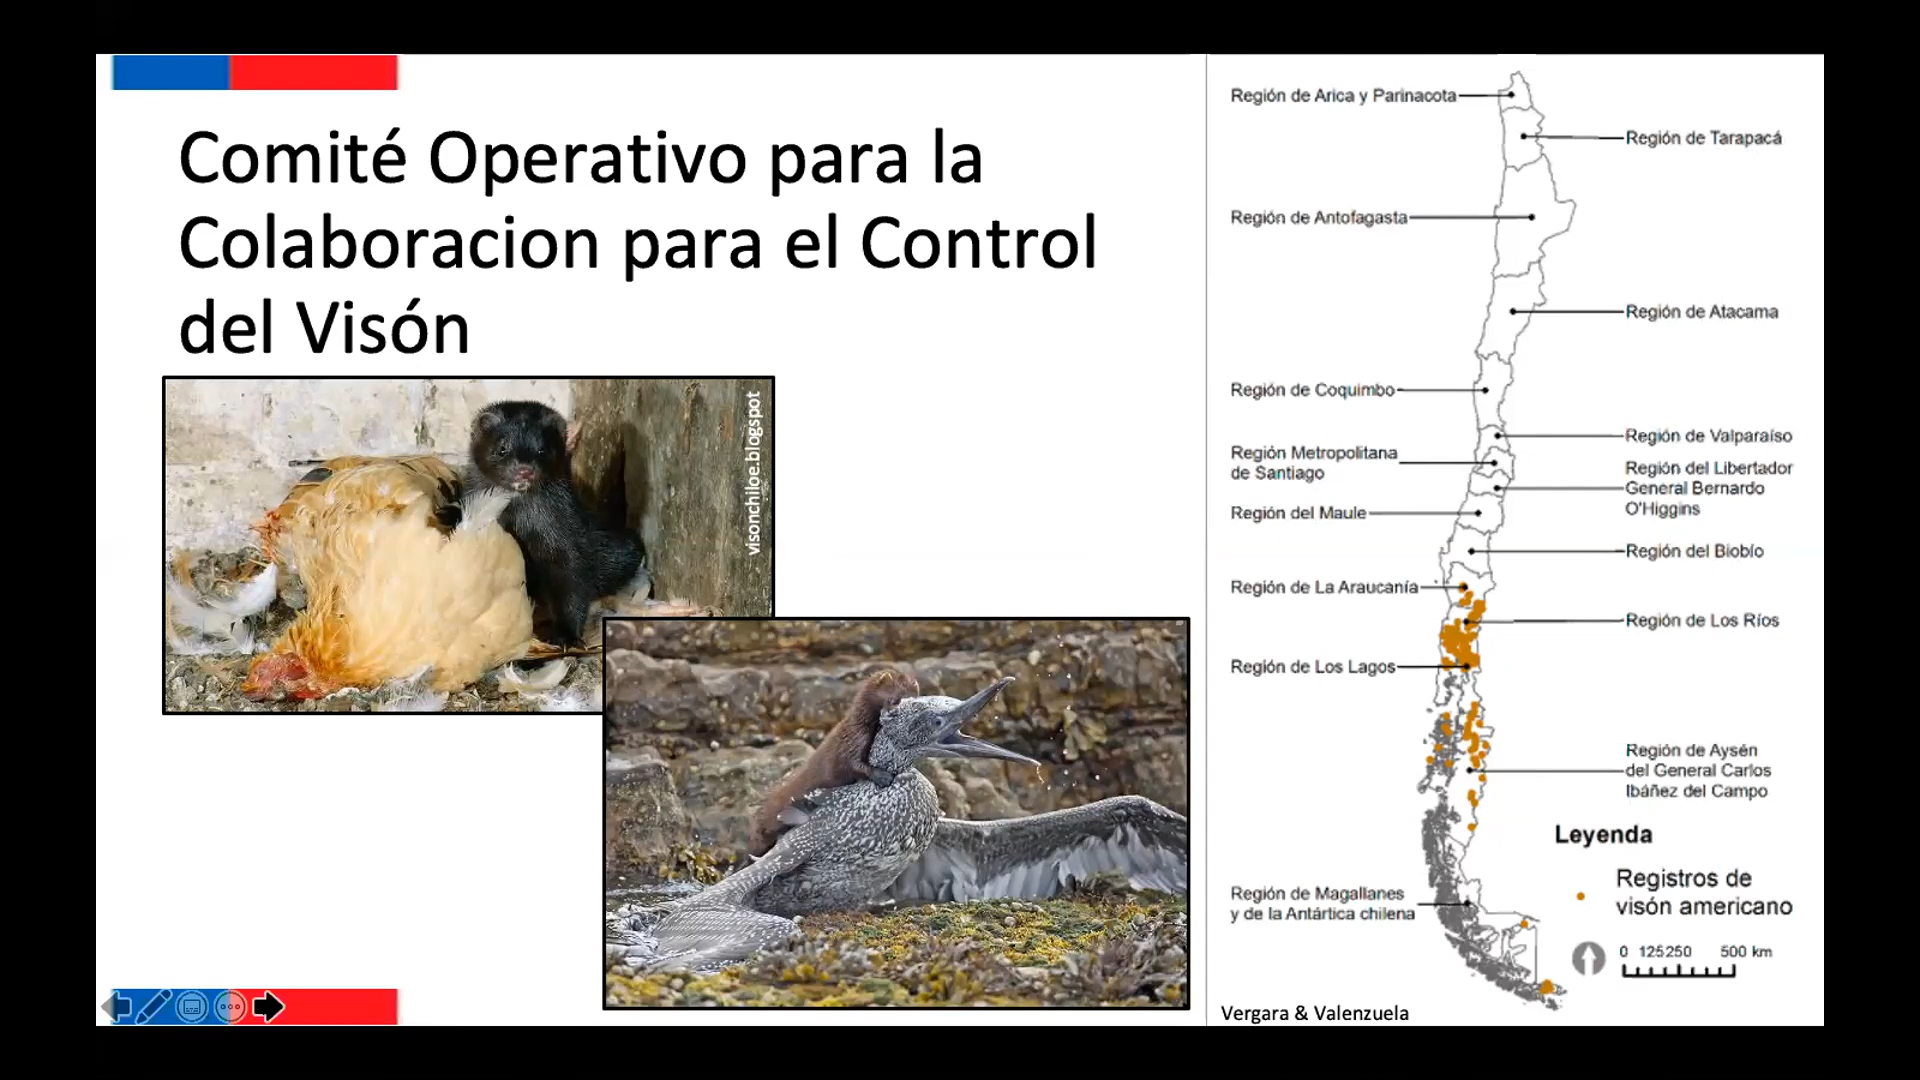 Comité Operativo para la
Colaboracion para el Control
del Visón
visonchiloe.blogspot
Región de Arica y Parinacota
Región de Tarapacá
Región de Antofagasta
Región de Atacama
Región de Coquimbo
Región de Valparaíso
Región Metropolitana
de Santiago
Región del Libertador
General Bernardo
O'Higgins
Región del Maule
Región del Biobío
Región de La Araucanía
Región de Los Ríos
Región de Los Lagos
Región de Aysén
del General Carlos
Ibáñez del Campo
Región de Magallanes
y de la Antártica chilena
Leyenda
Registros de
visón americano
0 125250 500 km
Vergara & Valenzuela